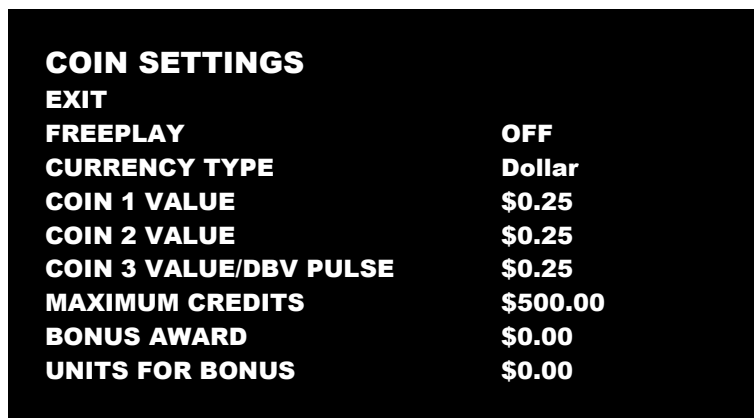 COIN SETTINGS
EXIT
FREEPLAY OFF
CURRENCY TYPE Dollar
COIN 1 VALUE $0.25
COIN 2 VALUE $0.25
COIN 3 VALUE/DBV PULSE $0.25
MAXIMUM CREDITS $500.00
BONUS AWARD $0.00
UNITS FOR BONUS $0.00